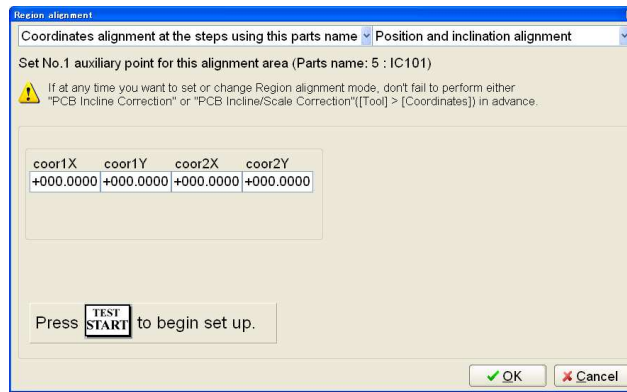 Region alignment
Coordinates alignment at the steps using this parts name Position and inclination alignment
Set No.1 auxiliary point for this alignment area (Parts name: 5 : IC101)
If at any time you want to set or change Region alignment mode, don't fail to perform either
"PCB Incline Correction" or "PCB Incline/Scale Correction"([Tool] > [Coordinates]) in advance.
coor1X coor1Y coor2X coor2Y
+000.0000 +000.0000 +000.0000 +000.0000
Press TEST START to begin set up.
OK Cancel